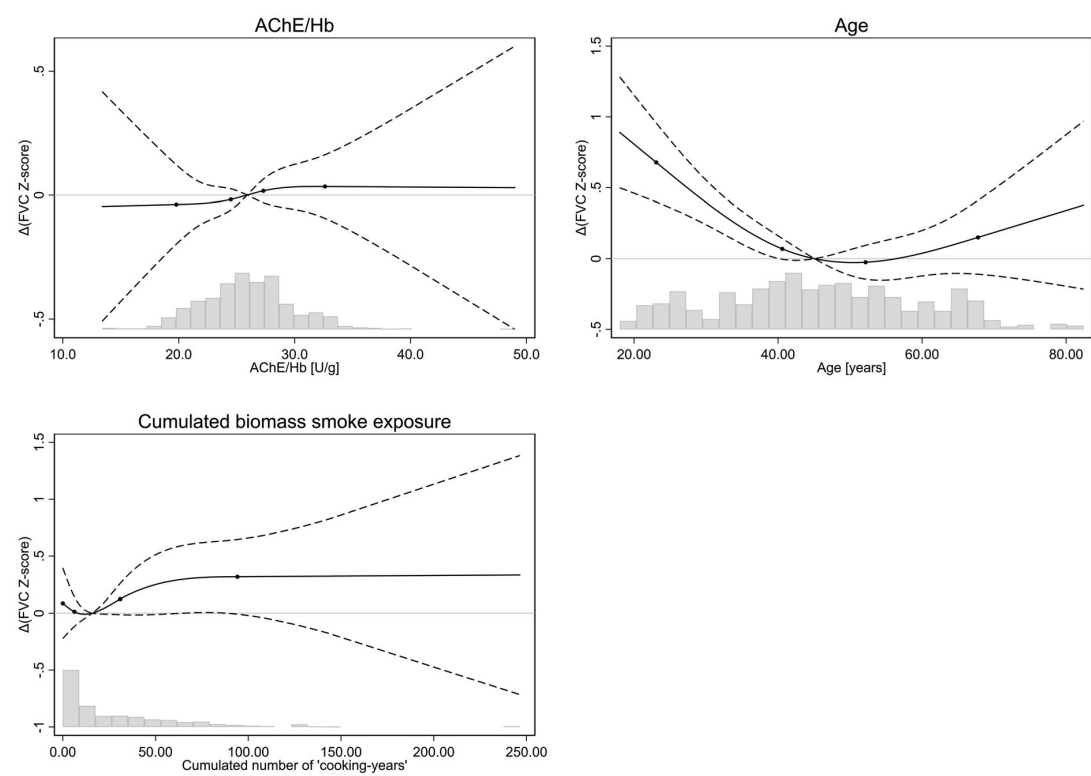 AChE/Hb
Δ(FVC Z-score)
.5
0
-.5
10.0 20.0 30.0 40.0 50.0
AChE/Hb [U/g]
Age
Δ(FVC Z-score)
1.5
1
.5
0
-.5
20.00 40.00 60.00 80.00
Age [years]
Cumulated biomass smoke exposure
Δ(FVC Z-score)
1.5
1
.5
0
-.5
-1
0.00 50.00 100.00 150.00 200.00 250.00
Cumulated number of 'cooking-years'